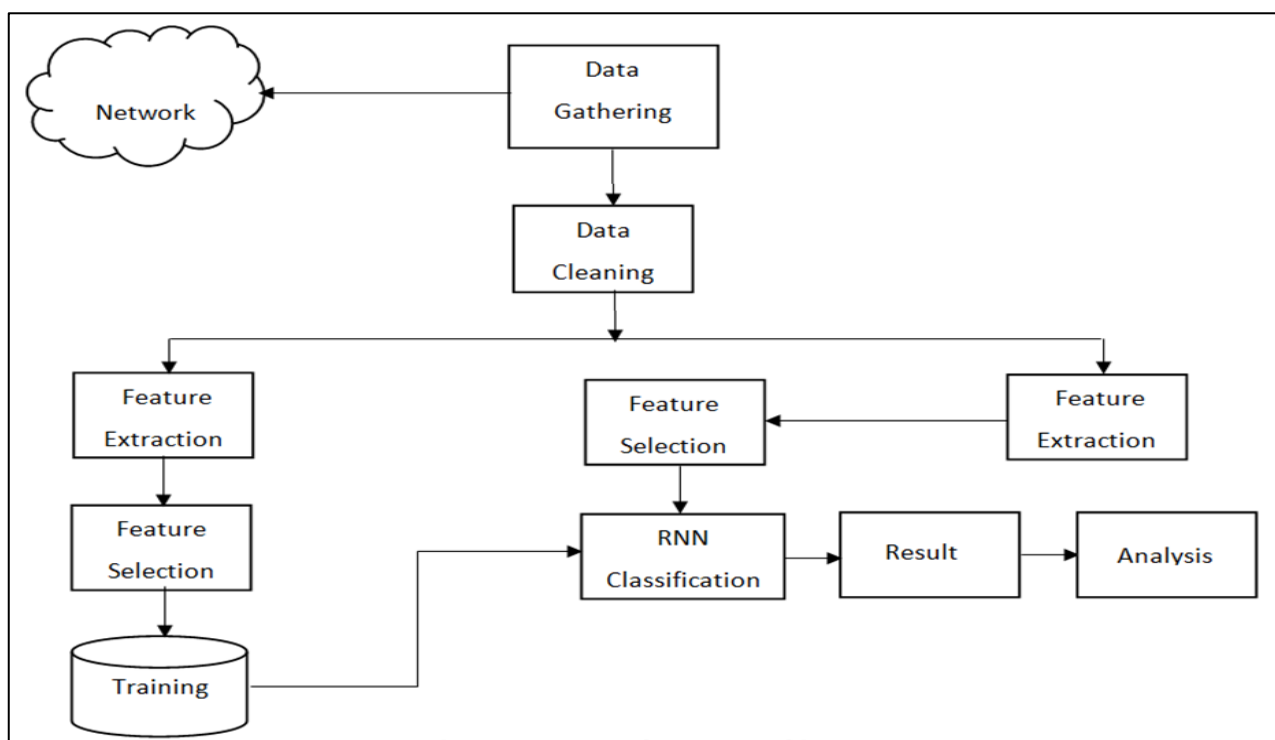 Network
Data
Gathering
Data
Cleaning
Feature
Extraction
Feature
Selection
Feature
Extraction
Feature
Selection
RNN
Classification
Result
Analysis
Training